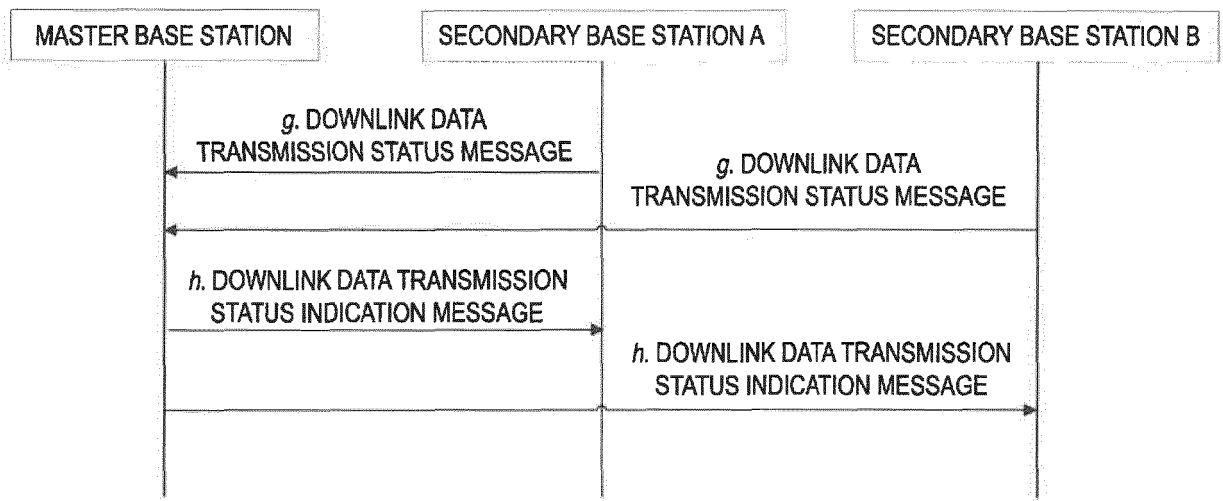 MASTER BASE STATION
SECONDARY BASE STATION A
SECONDARY BASE STATION B
g. DOWNLINK DATA
TRANSMISSION STATUS MESSAGE
g. DOWNLINK DATA
TRANSMISSION STATUS MESSAGE
h. DOWNLINK DATA TRANSMISSION
STATUS INDICATION MESSAGE
h. DOWNLINK DATA TRANSMISSION
STATUS INDICATION MESSAGE